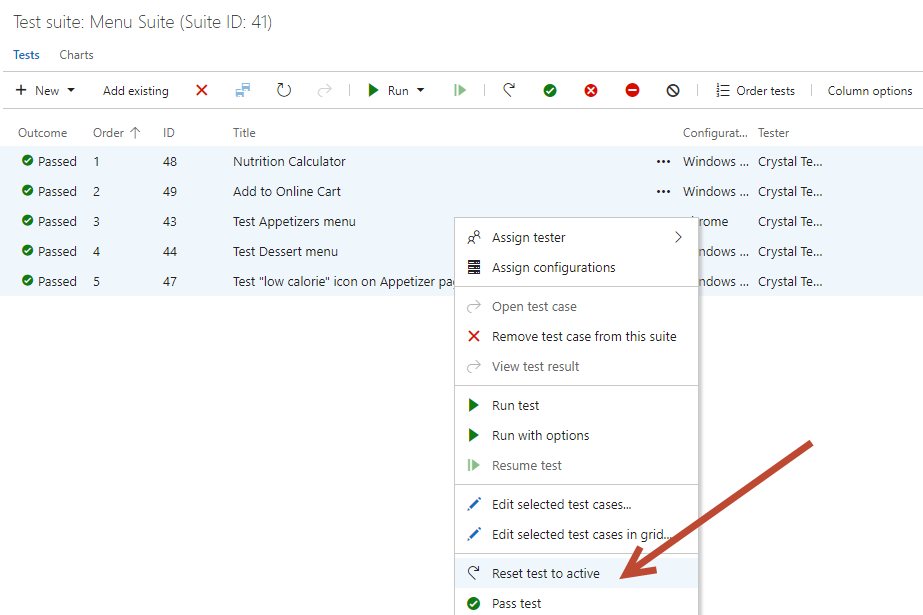 Test suite: Menu Suite (Suite ID: 41)
Tests Charts
New Add existing Run Order tests Column options
Outcome Order ID Title Configurat... Tester
Passed 1 48 Nutrition Calculator ... Windows ... Crystal Te...
Passed 2 49 Add to Online Cart ... Windows ... Crystal Te...
Passed 3 43 Test Appetizers menu rome Crystal Te...
Passed 4 44 Test Dessert menu ndows ... Crystal Te...
Passed 5 47 Test "low calorie" icon on Appetizer pa ndows ... Crystal Te...
Assign tester
Assign configurations
Open test case
Remove test case from this suite
View test result
Run test
Run with options
Resume test
Edit selected test cases...
Edit selected test cases in grid...
Reset test to active
Pass test